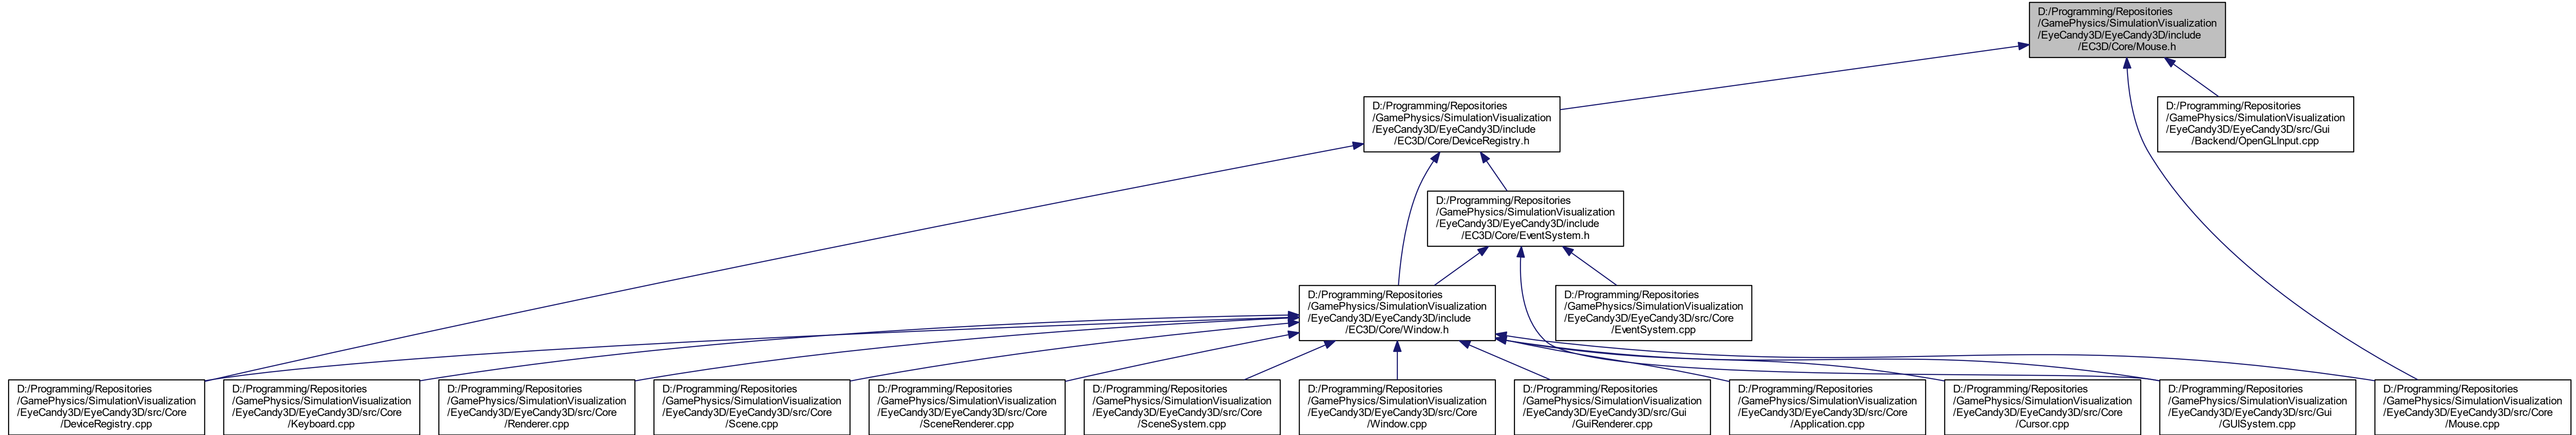 D:/Programming/Repositories
/GamePhysics/SimulationVisualization
/EyeCandy3D/EyeCandy3D/include
/EC3D/Core/Mouse.h
D:/Programming/Repositories
/GamePhysics/SimulationVisualization
/EyeCandy3D/EyeCandy3D/include
/EC3D/Core/DeviceRegistry.h
D:/Programming/Repositories
/GamePhysics/SimulationVisualization
/EyeCandy3D/EyeCandy3D/src/Gui
/Backend/OpenGLInput.cpp
D:/Programming/Repositories
/GamePhysics/SimulationVisualization
/EyeCandy3D/EyeCandy3D/include
/EC3D/Core/EventSystem.h
D:/Programming/Repositories
/GamePhysics/SimulationVisualization
/EyeCandy3D/EyeCandy3D/include
/EC3D/Core/Window.h
D:/Programming/Repositories
/GamePhysics/SimulationVisualization
/EyeCandy3D/EyeCandy3D/src/Core
/EventSystem.cpp
D:/Programming/Repositories
/GamePhysics/SimulationVisualization
/EyeCandy3D/EyeCandy3D/src/Core
/DeviceRegistry.cpp
D:/Programming/Repositories
/GamePhysics/SimulationVisualization
/EyeCandy3D/EyeCandy3D/src/Core
/Keyboard.cpp
D:/Programming/Repositories
/GamePhysics/SimulationVisualization
/EyeCandy3D/EyeCandy3D/src/Core
/Renderer.cpp
D:/Programming/Repositories
/GamePhysics/SimulationVisualization
/EyeCandy3D/EyeCandy3D/src/Core
/Scene.cpp
D:/Programming/Repositories
/GamePhysics/SimulationVisualization
/EyeCandy3D/EyeCandy3D/src/Core
/SceneRenderer.cpp
D:/Programming/Repositories
/GamePhysics/SimulationVisualization
/EyeCandy3D/EyeCandy3D/src/Core
/SceneSystem.cpp
D:/Programming/Repositories
/GamePhysics/SimulationVisualization
/EyeCandy3D/EyeCandy3D/src/Core
/Window.cpp
D:/Programming/Repositories
/GamePhysics/SimulationVisualization
/EyeCandy3D/EyeCandy3D/src/Gui
/GuiRenderer.cpp
D:/Programming/Repositories
/GamePhysics/SimulationVisualization
/EyeCandy3D/EyeCandy3D/src/Core
/Application.cpp
D:/Programming/Repositories
/GamePhysics/SimulationVisualization
/EyeCandy3D/EyeCandy3D/src/Core
/Cursor.cpp
D:/Programming/Repositories
/GamePhysics/SimulationVisualization
/EyeCandy3D/EyeCandy3D/src/Gui
/GUISystem.cpp
D:/Programming/Repositories
/GamePhysics/SimulationVisualization
/EyeCandy3D/EyeCandy3D/src/Core
/Mouse.cpp